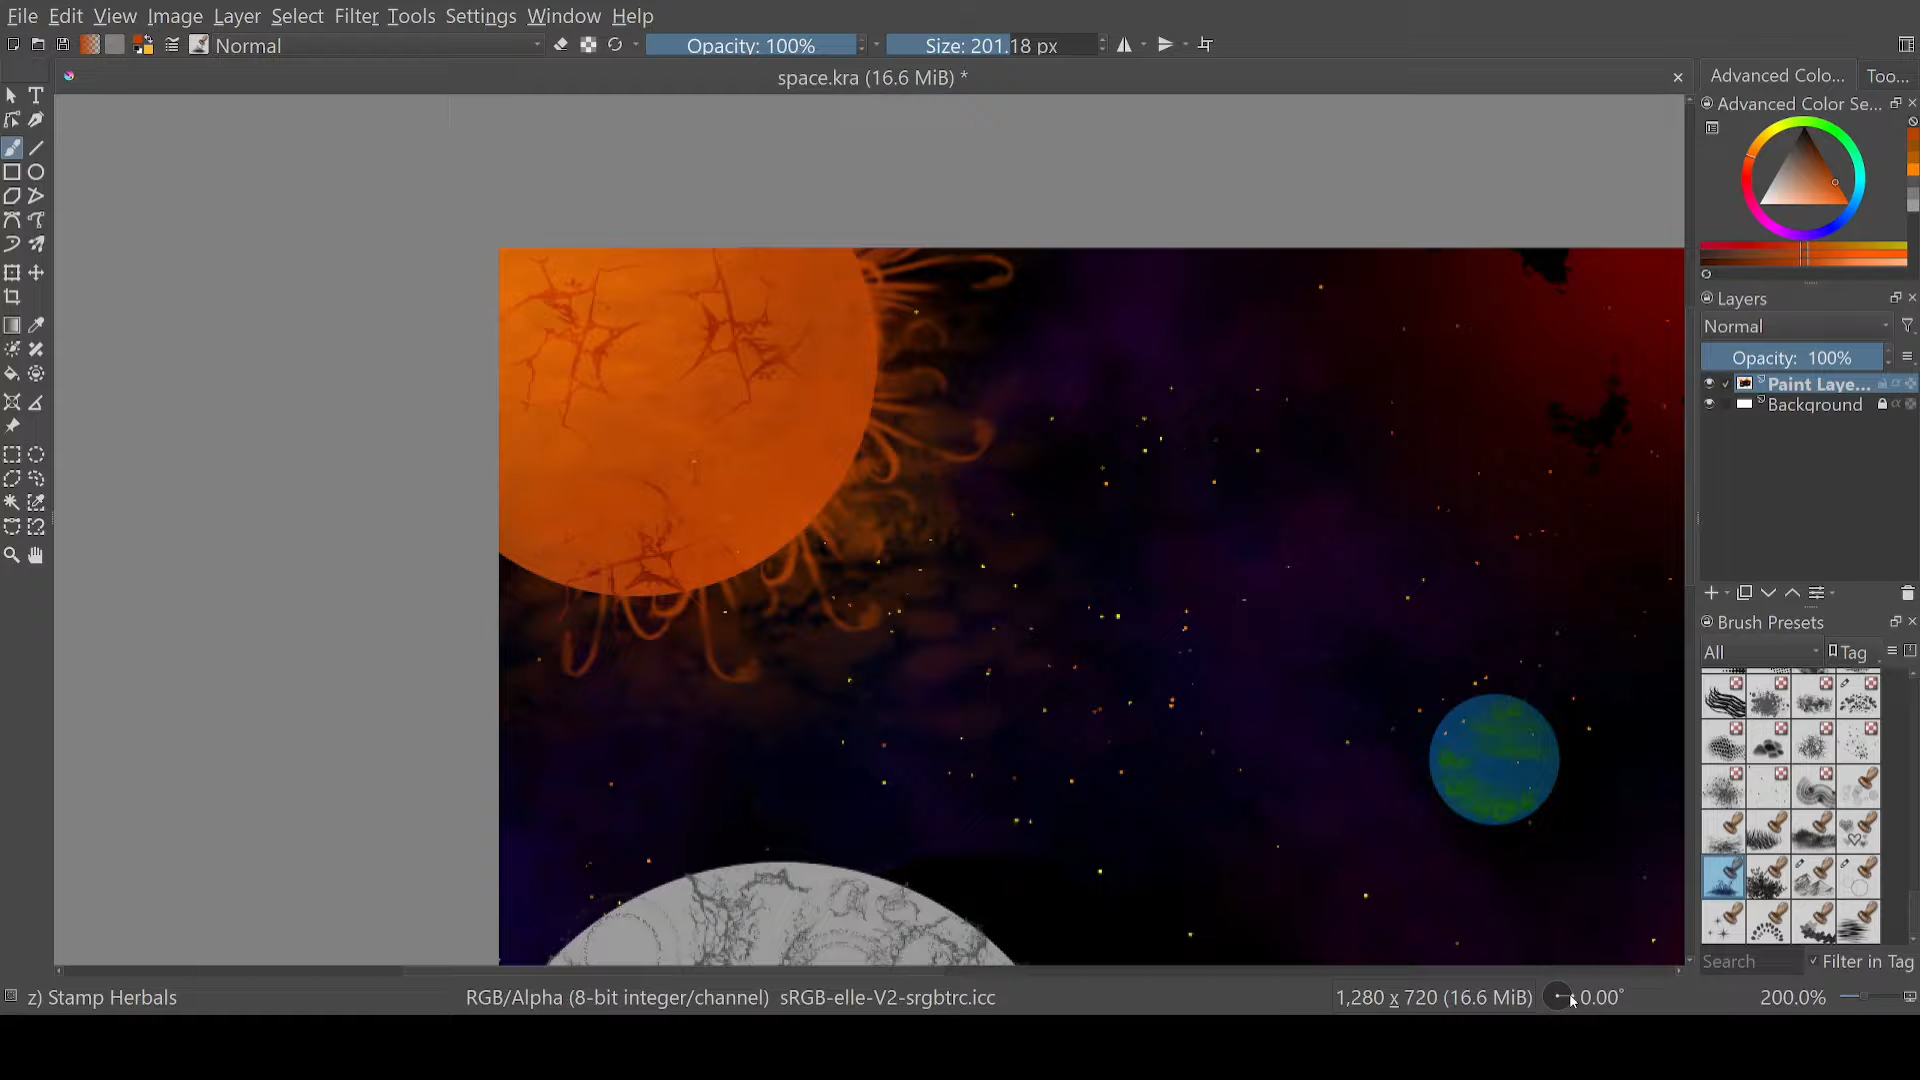 File Edit View Image Layer Select Filter Tools Settings Window Help
Normal Opacity: 100% Size: 201.18 px
space.kra (16.6 MiB) *
Advanced Colo... Too...
Advanced Color Se...
Layers
Normal
Opacity: 100%
Paint Laye...
Background
Brush Presets
All Tag
Search Filter in Tag
z) Stamp Herbals RGB/Alpha (8-bit integer/channel) sRGB-elle-V2-srgbtrc.icc 1,280 x 720 (16.6 MiB) 0.00° 200.0%